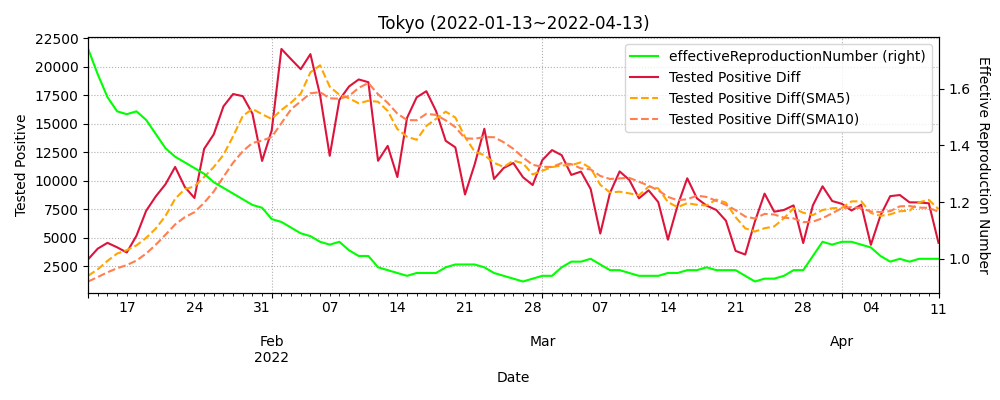 Tokyo (2022-01-13~2022-04-13)
22500
20000
17500
15000
12500
10000
7500
5000
2500
Tested Positive
effectiveReproductionNumber (right)
Tested Positive Diff
Tested Positive Diff(SMA5)
Tested Positive Diff(SMA10)
1.6
1.4
1.2
1.0
Effective Reproduction Number
17 24 31 07 14 21 28 07 14 21 28 04 11
Feb Mar Apr
2022
Date